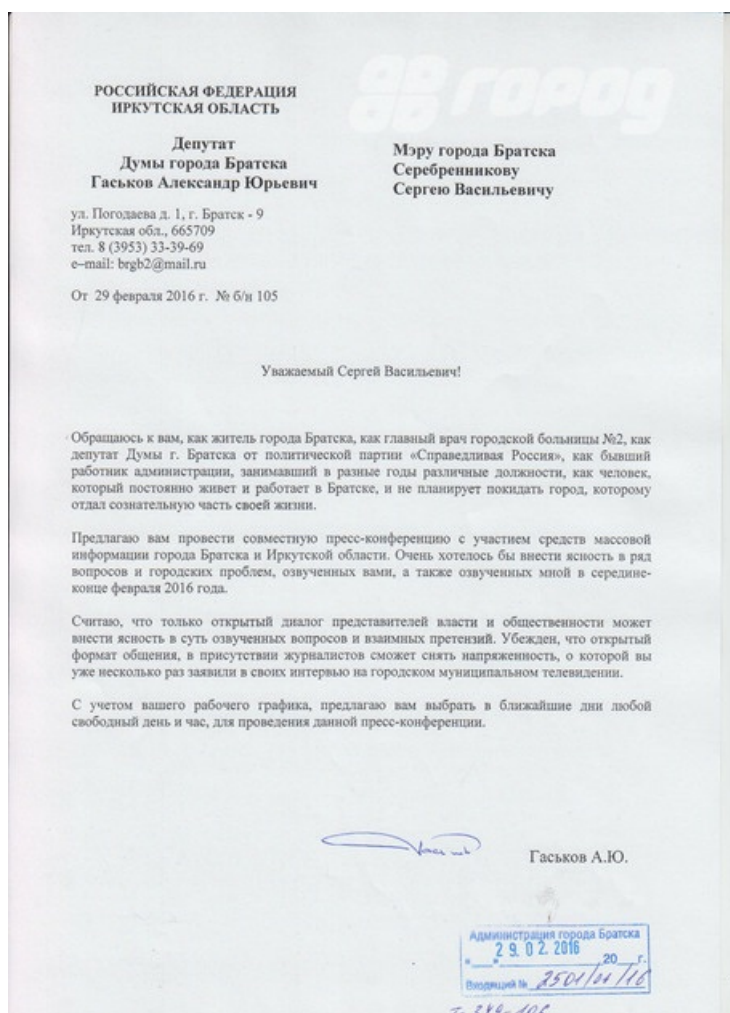 город
РОССИЙСКАЯ ФЕДЕРАЦИЯ
ИРКУТСКАЯ ОБЛАСТЬ
Депутат
Думы города Братска
Гаськов Александр Юрьевич
Мэру города Братска
Серебренникову
Сергею Васильевичу
ул. Погодаева д. 1, г. Братск - 9
Иркутская обл., 665709
тел. 8 (3953) 33-39-69
e–mail: brgb2@mail.ru
От 29 февраля 2016 г. № б/н 105
Уважаемый Сергей Васильевич!
Обращаюсь к вам, как житель города Братска, как главный врач городской больницы №2, как
депутат Думы г. Братска от политической партии «Справедливая Россия», как бывший
работник администрации, занимавший в разные годы различные должности, как человек,
который постоянно живет и работает в Братске, и не планирует покидать город, которому
отдал сознательную часть своей жизни.
Предлагаю вам провести совместную пресс-конференцию с участием средств массовой
информации города Братска и Иркутской области. Очень хотелось бы внести ясность в ряд
вопросов и городских проблем, озвученных вами, а также озвученных мной в середине-
конце февраля 2016 года.
Считаю, что только открытый диалог представителей власти и общественности может
внести ясность в суть озвученных вопросов и взаимных претензий. Убежден, что открытый
формат общения, в присутствии журналистов сможет снять напряженность, о которой вы
уже несколько раз заявили в своих интервью на городском муниципальном телевидении.
С учетом вашего рабочего графика, предлагаю вам выбрать в ближайшие дни любой
свободный день и час, для проведения данной пресс-конференции.
Гаськов А.Ю.
Администрация города Братска
29.02.2016
"___" ______ 20 __ г.
Входящий № 2501/01/16